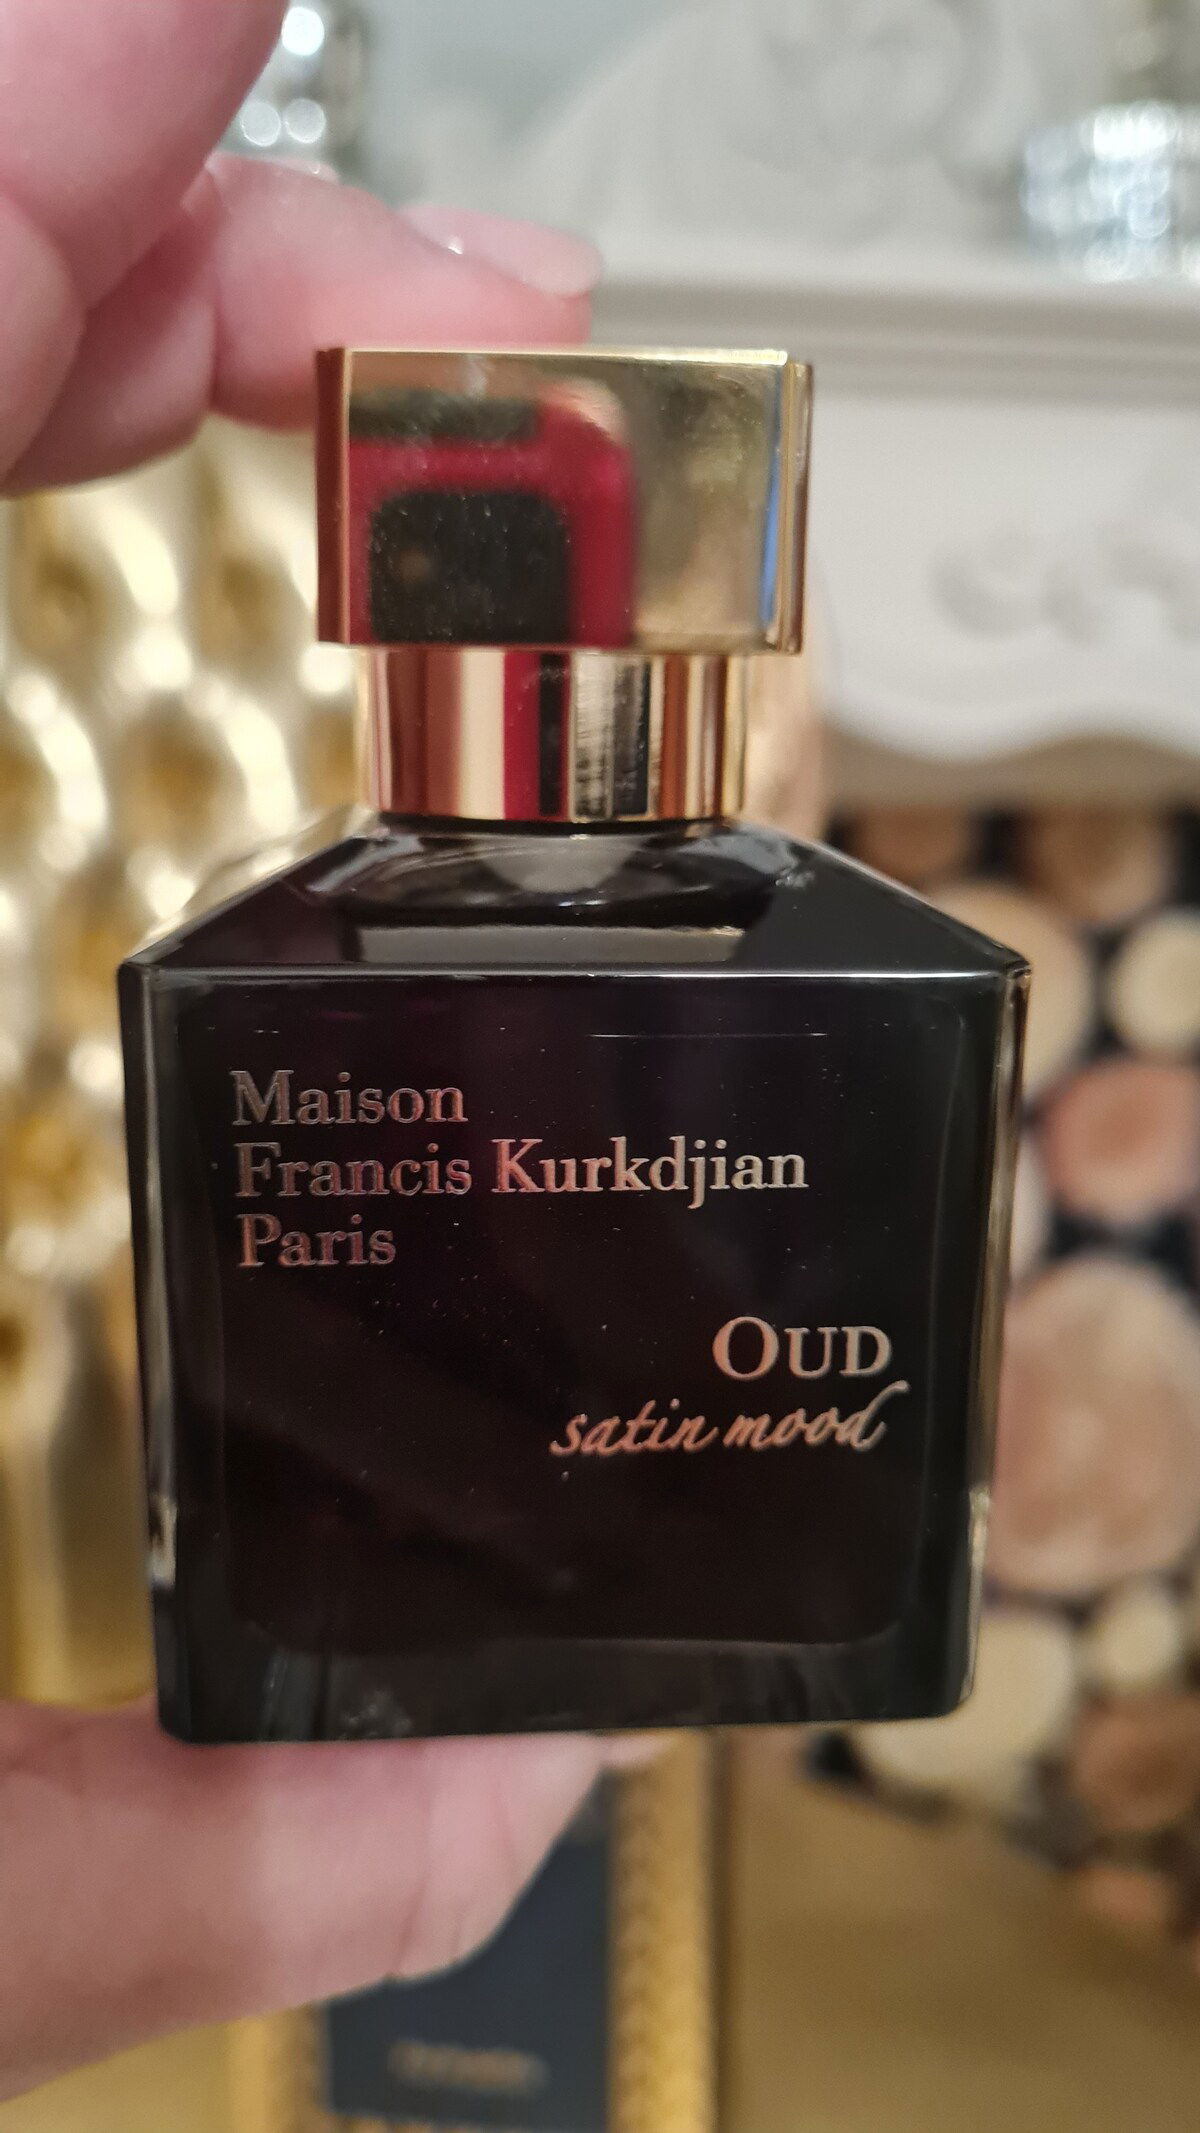 Maison
Francis Kurkdjian
Paris
OUD
satin mood